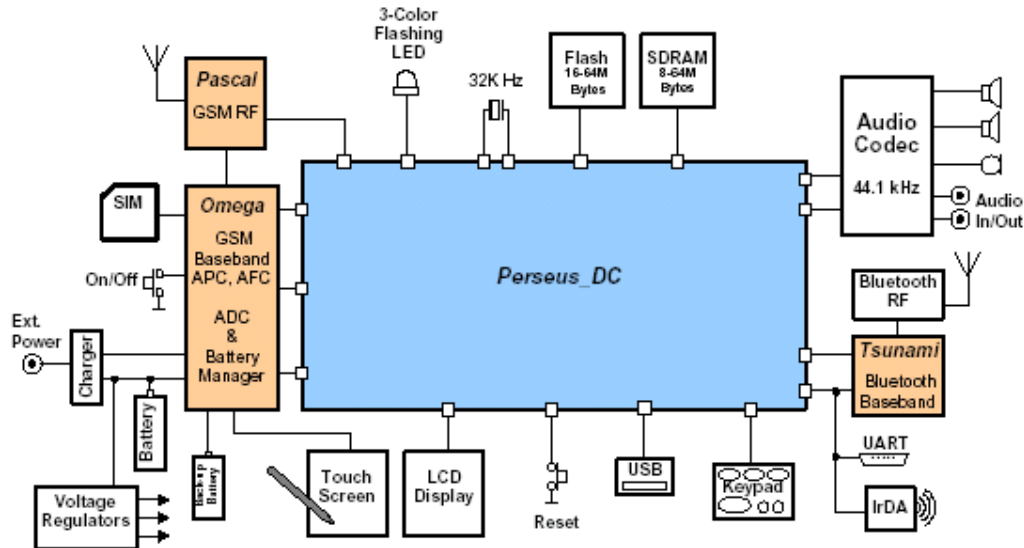 3-Color
Flashing
LED
Pascal
GSM RF
32K Hz
Flash
16-64M
Bytes
SDRAM
8-64M
Bytes
Audio
Codec
44.1 kHz
Audio
In/Out
SIM
Omega
GSM
Baseband
APC, AFC
ADC
&
Battery
Manager
On/Off
Ext.
Power
Charger
Perseus_DC
Bluetooth
RF
Tsunami
Bluetooth
Baseband
Battery
Back-up
Battery
Voltage
Regulators
Touch
Screen
LCD
Display
Reset
USB
Keypad
UART
IrDA